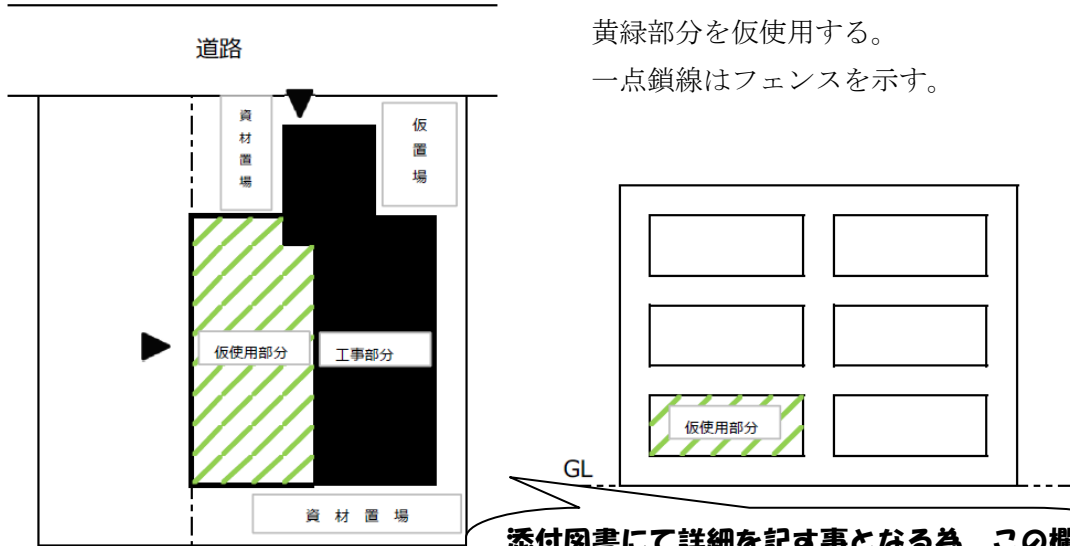 黄緑部分を仮使用する。
一点鎖線はフェンスを示す。
道路
資材置場
仮置場
仮使用部分
工事部分
資材置場
仮使用部分
GL
添付図書にて詳細を記す事となる為、この欄